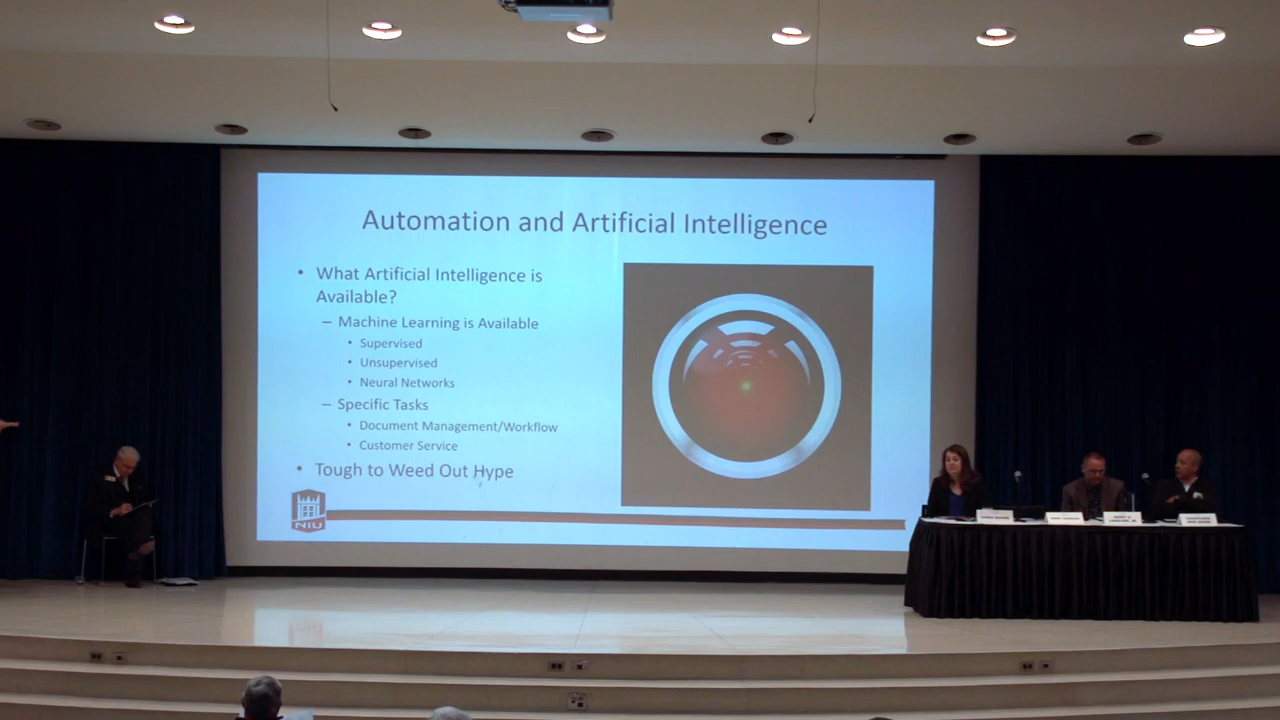 Automation and Artificial Intelligence
• What Artificial Intelligence is
Available?
– Machine Learning is Available
• Supervised
• Unsupervised
• Neural Networks
– Specific Tasks
• Document Management/Workflow
• Customer Service
• Tough to Weed Out Hype
NIU